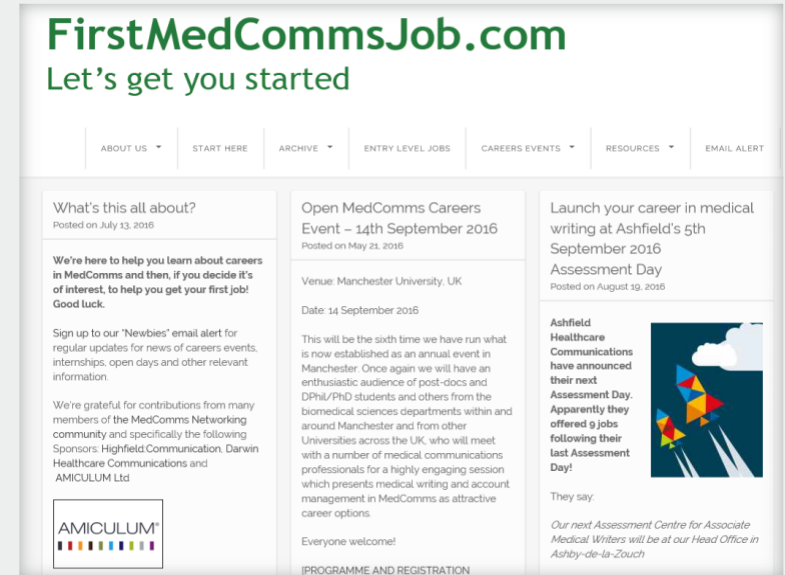 FirstMedCommsJob.com
Let's get you started
ABOUT US
START HERE
ARCHIVE
ENTRY LEVEL JOBS
CAREERS EVENTS
RESOURCES
EMAIL ALERT
What's this all about?
Posted on July 13, 2016
We're here to help you learn about careers
in MedComms and then, if you decide it's
of interest, to help you get your first job!
Good luck.
Sign up to our "Newbies" email alert for
regular updates for news of careers events,
internships, open days and other relevant
information.
We're grateful for contributions from many
members of the MedComms Networking
community and specifically the following
Sponsors: Highfield:Communication, Darwin
Healthcare Communications and
AMICULUM Ltd
AMICULUM®
Open MedComms Careers
Event – 14th September 2016
Posted on May 21, 2016
Venue: Manchester University, UK
Date: 14 September 2016
This will be the sixth time we have run what
is now established as an annual event in
Manchester. Once again we will have an
enthusiastic audience of post-docs and
DPhil/PhD students and others from the
biomedical sciences departments within and
around Manchester and from other
Universities across the UK, who will meet
with a number of medical communications
professionals for a highly engaging session
which presents medical writing and account
management in MedComms as attractive
career options.
Everyone welcome!
[PROGRAMME AND REGISTRATION
Launch your career in medical
writing at Ashfield's 5th
September 2016
Assessment Day
Posted on August 19, 2016
Ashfield
Healthcare
Communications
have announced
their next
Assessment Day.
Apparently they
offered 9 jobs
following their
last Assessment
Day!
They say:
Our next Assessment Centre for Associate
Medical Writers will be at our Head Office in
Ashby-de-la-Zouch